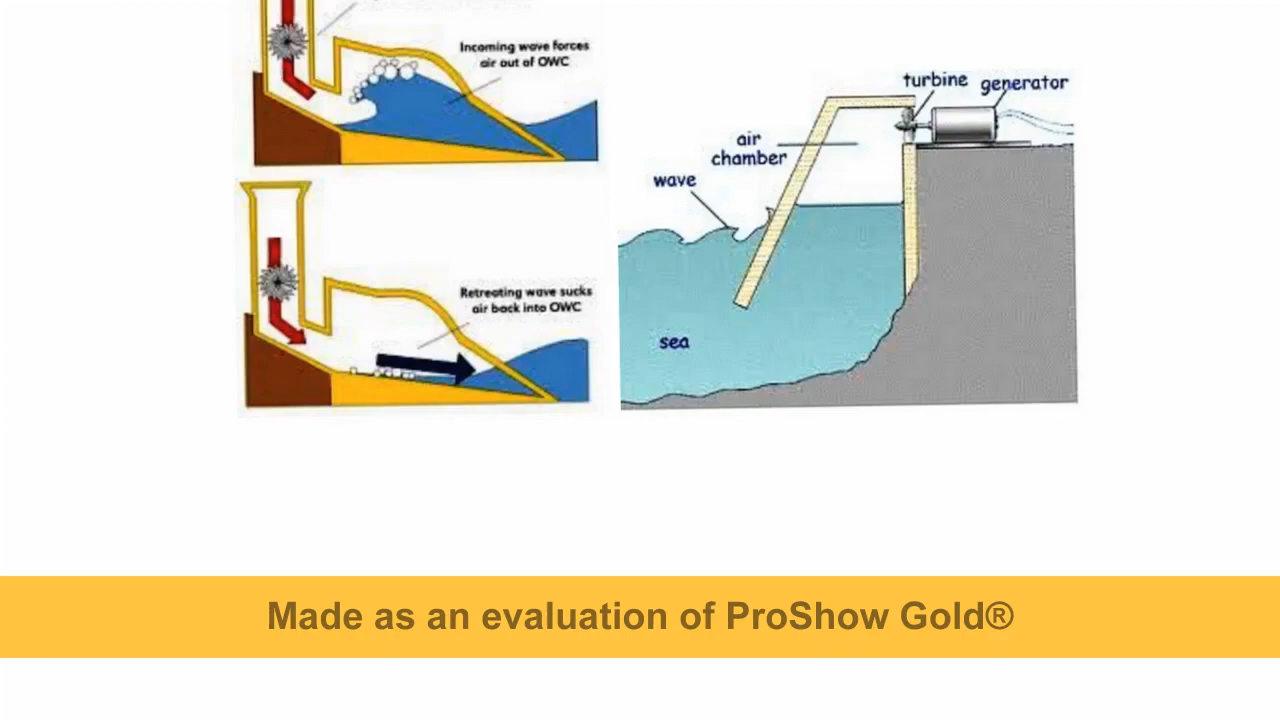 Incoming wave forces
air out of OWC
Retreating wave sucks
air back into OWC
turbine
generator
air
chamber
wave
sea
Made as an evaluation of ProShow Gold®